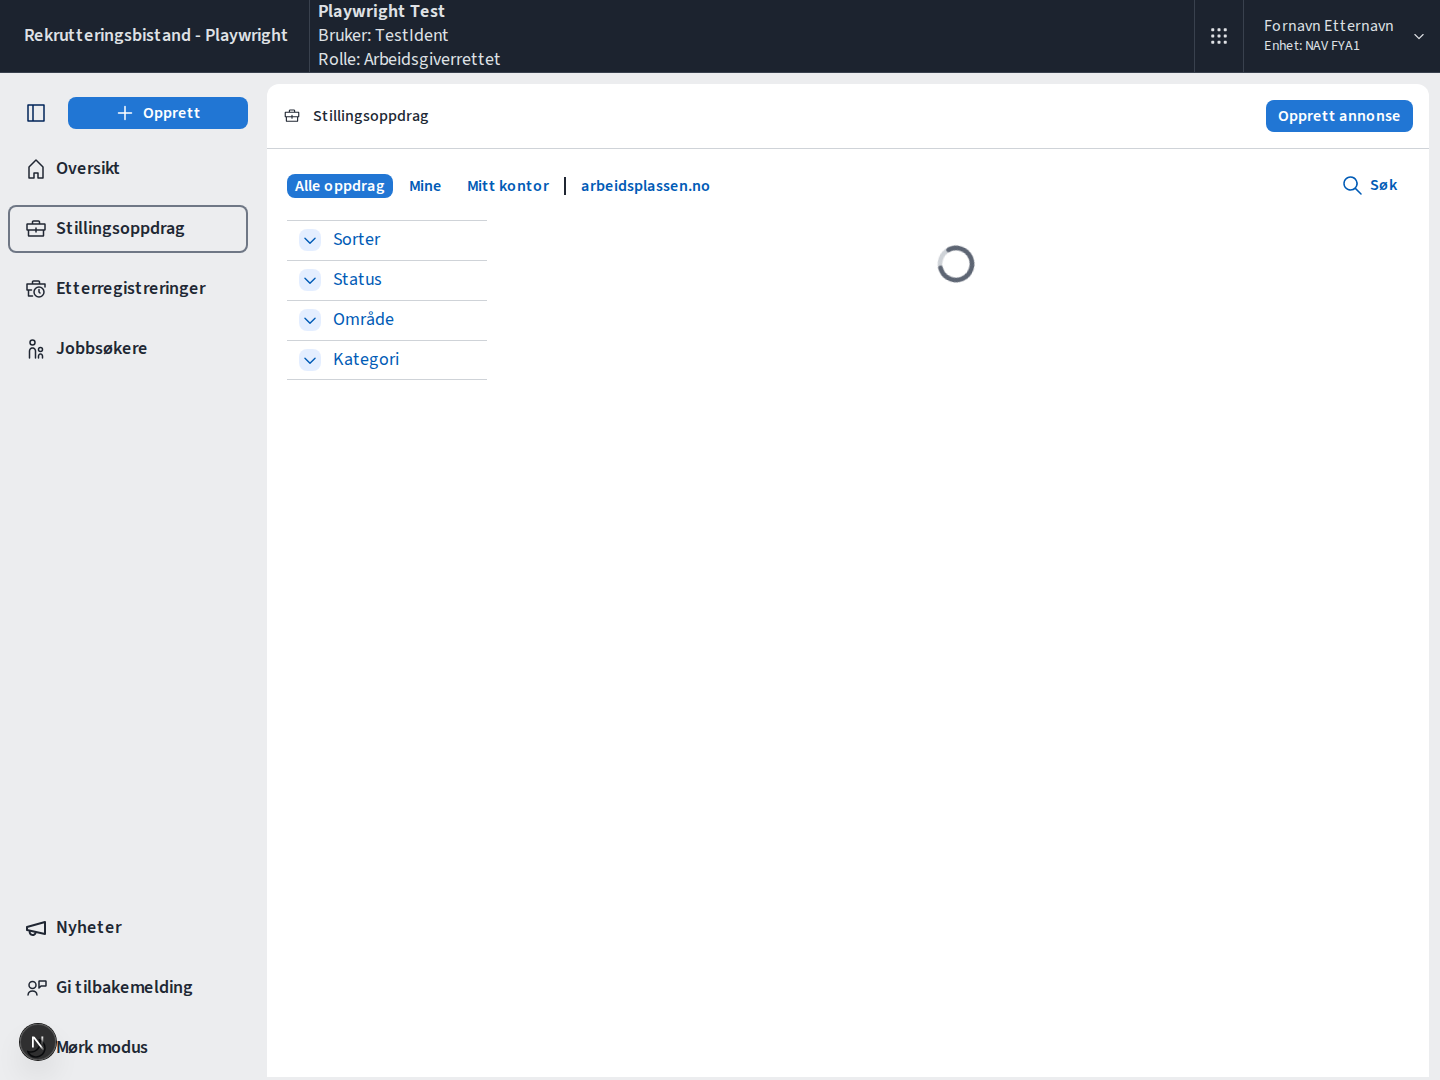 Rekrutteringsbistand - Playwright
Playwright Test
Bruker: TestIdent
Rolle: Arbeidsgiverrettet
Fornavn Etternavn
Enhet: NAV FYA1
Opprett
Oversikt
Stillingsoppdrag
Etterregistreringer
Jobbsøkere
Nyheter
Gi tilbakemelding
N
Mørk modus
Stillingsoppdrag
Opprett annonse
Alle oppdrag
Mine
Mitt kontor
arbeidsplassen.no
Søk
Sorter
Status
Område
Kategori